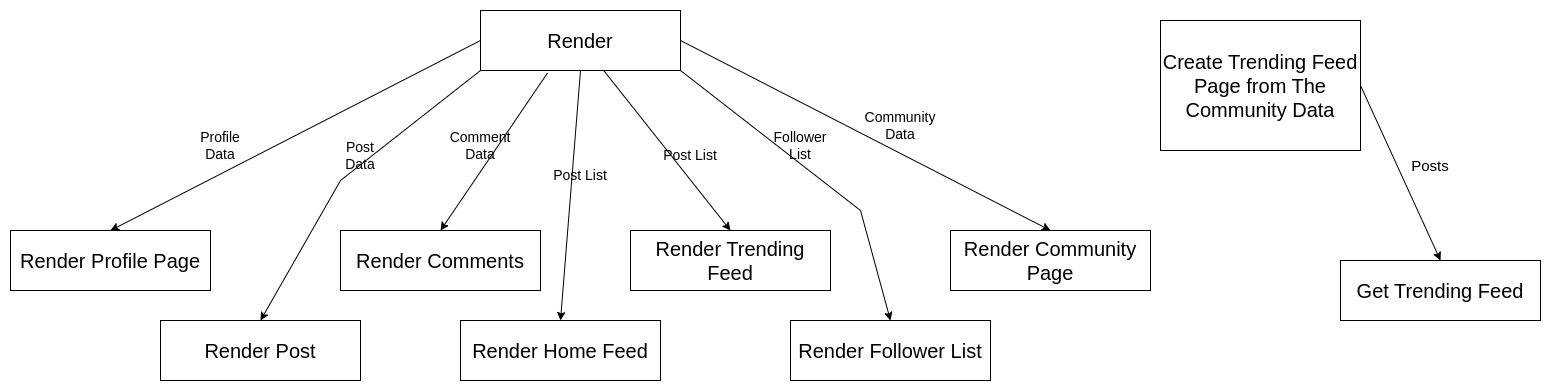 Render
Create Trending Feed
Page from The
Community Data
Profile
Data
Post
Data
Comment
Data
Post List
Post List
Follower
List
Community
Data
Posts
Render Profile Page
Render Comments
Render Trending
Feed
Render Community
Page
Get Trending Feed
Render Post
Render Home Feed
Render Follower List